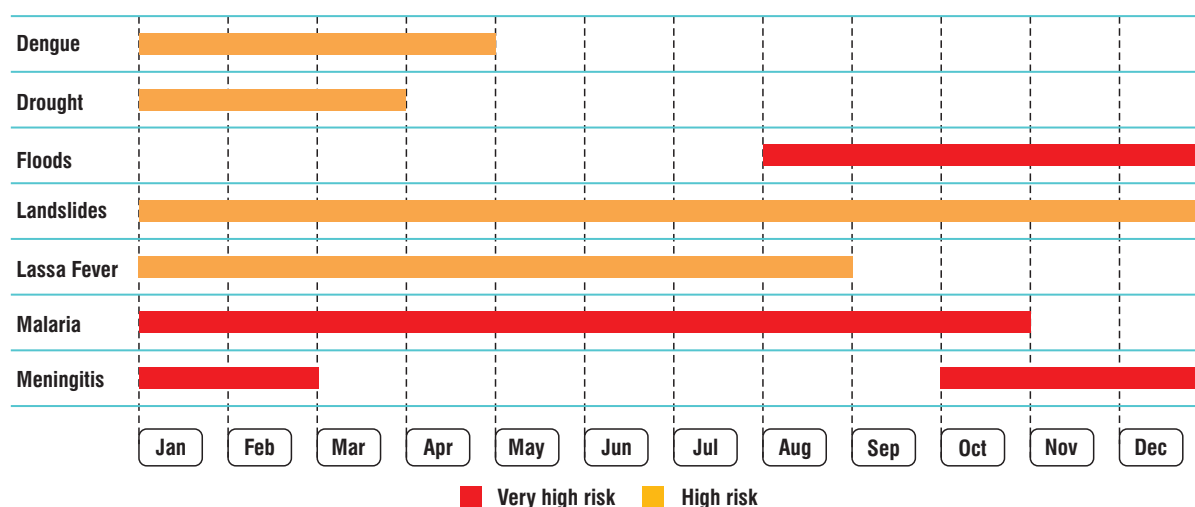 Dengue
Drought
Floods
Landslides
Lassa Fever
Malaria
Meningitis
Jan Feb Mar Apr May Jun Jul Aug Sep Oct Nov Dec
Very high risk High risk